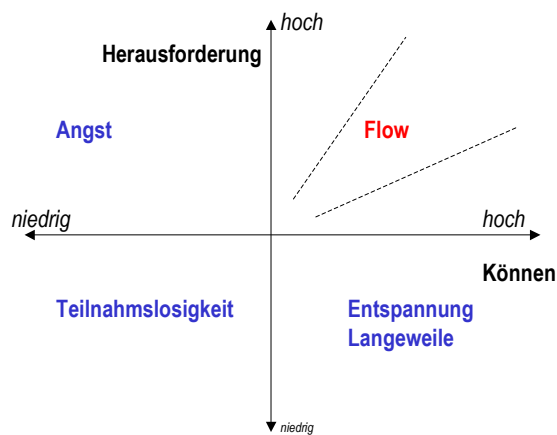 hoch
Herausforderung
Angst
Flow
niedrig
hoch
Können
Teilnahmslosigkeit
Entspannung
Langeweile
niedrig